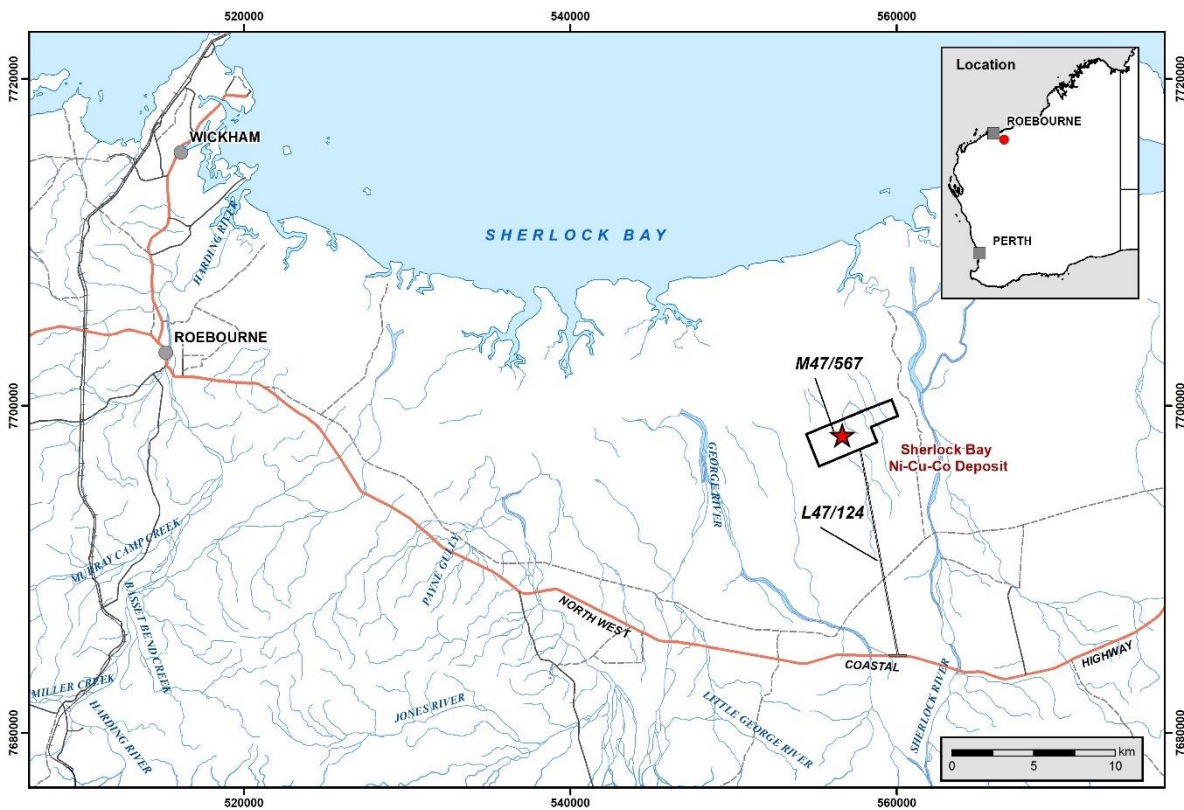 520000
540000
560000
7720000
7720000
Location
ROEBOURNE
PERTH
WICKHAM
HARDING RIVER
SHERLOCK BAY
ROEBOURNE
M47/567
7700000
7700000
Sherlock Bay
Ni-Cu-Co Deposit
GEORGE RIVER
L47/124
MURRAY CAMP CREEK
PAYNE GULLY
BASSET BEND CREEK
NORTH WEST
COASTAL
HIGHWAY
MILLER CREEK
HARDING RIVER
JONES RIVER
LITTLE GEORGE RIVER
SHERLOCK RIVER
7680000
7680000
km
0
5
10
520000
540000
560000